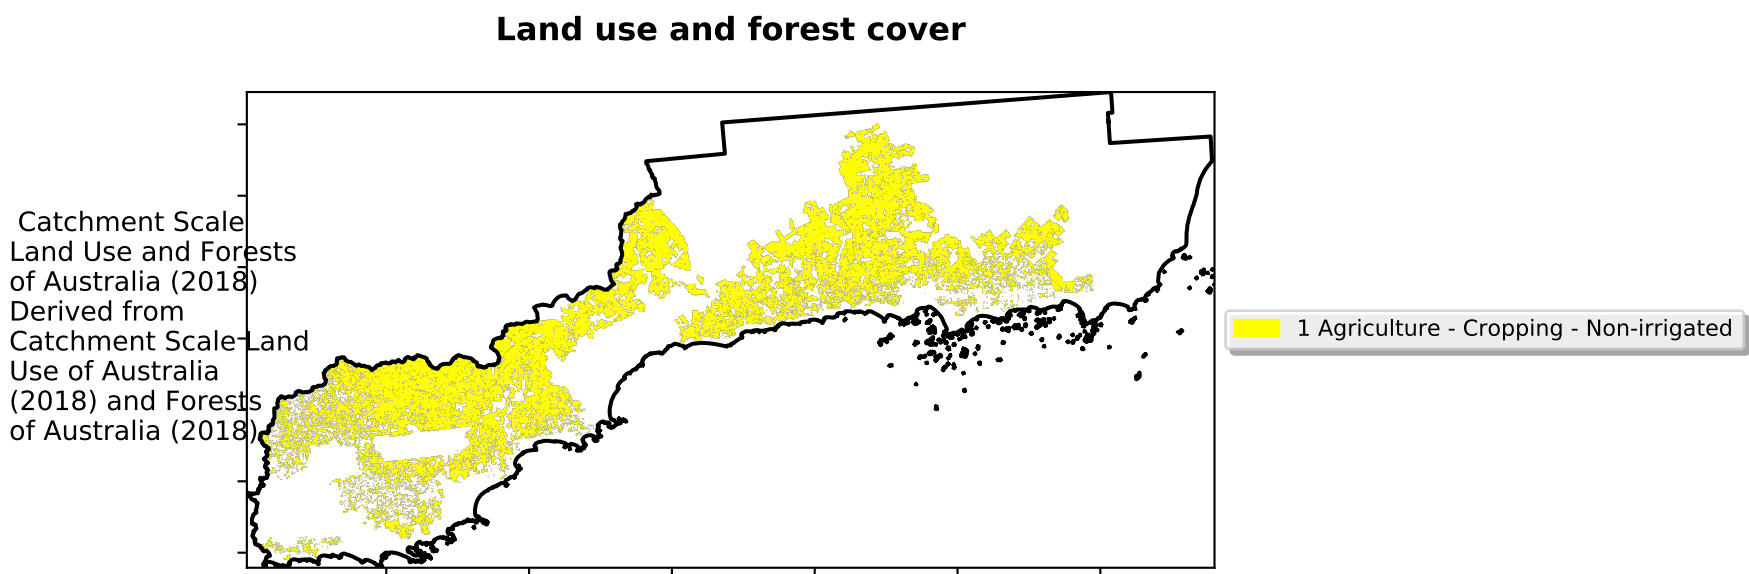 Land use and forest cover
Catchment Scale
Land Use and Forests
of Australia (2018)
Derived from
Catchment Scale Land
Use of Australia
(2018) and Forests
of Australia (2018)
1 Agriculture - Cropping - Non-irrigated